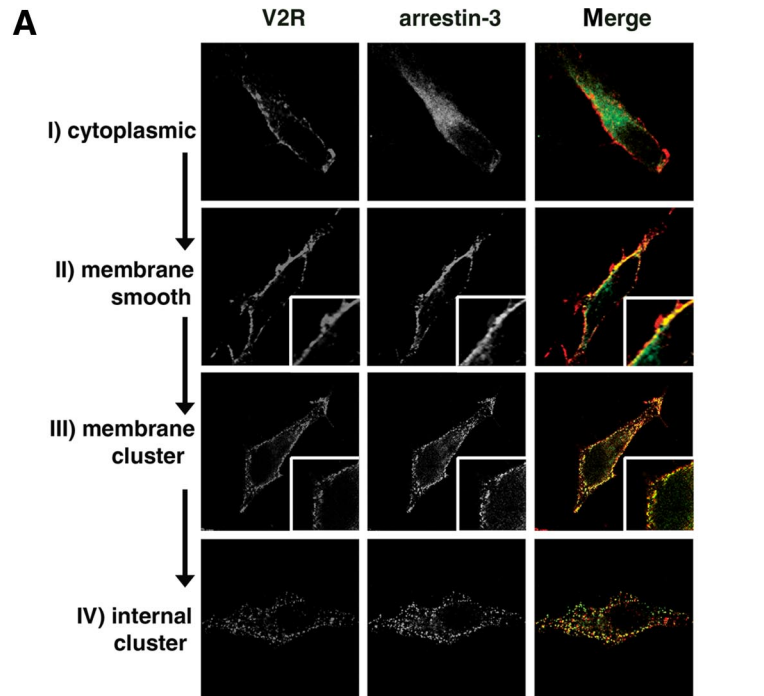 A
V2R arrestin-3 Merge
I) cytoplasmic
II) membrane
smooth
III) membrane
cluster
IV) internal
cluster